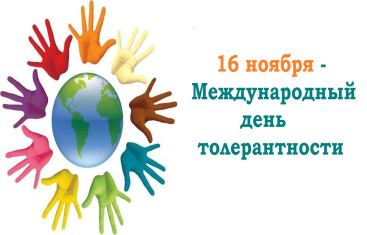 16 ноября -
Международный
день
толерантности